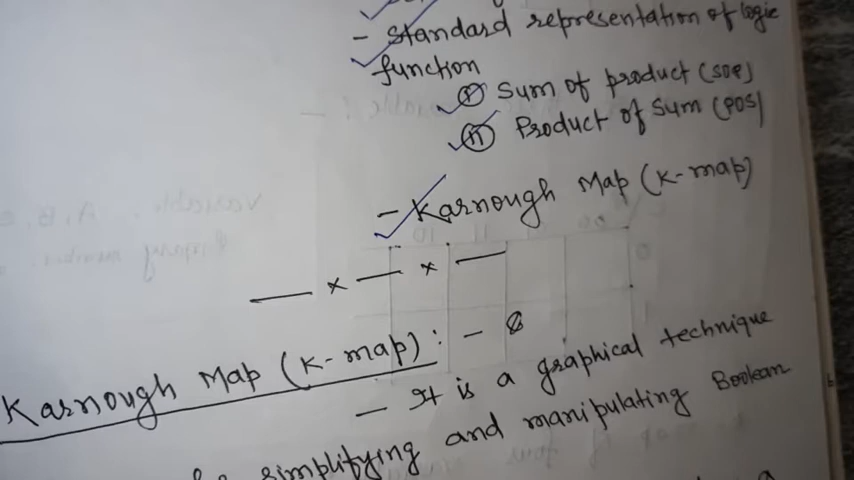 - Standard representation of logic
function
(i) Sum of product (SOP)
(ii) Product of Sum (POS)
- Karnough Map (K-map)
— x — x —
Karnough Map (K-map) : -
— It is a graphical technique
simplifying and manipulating Boolean